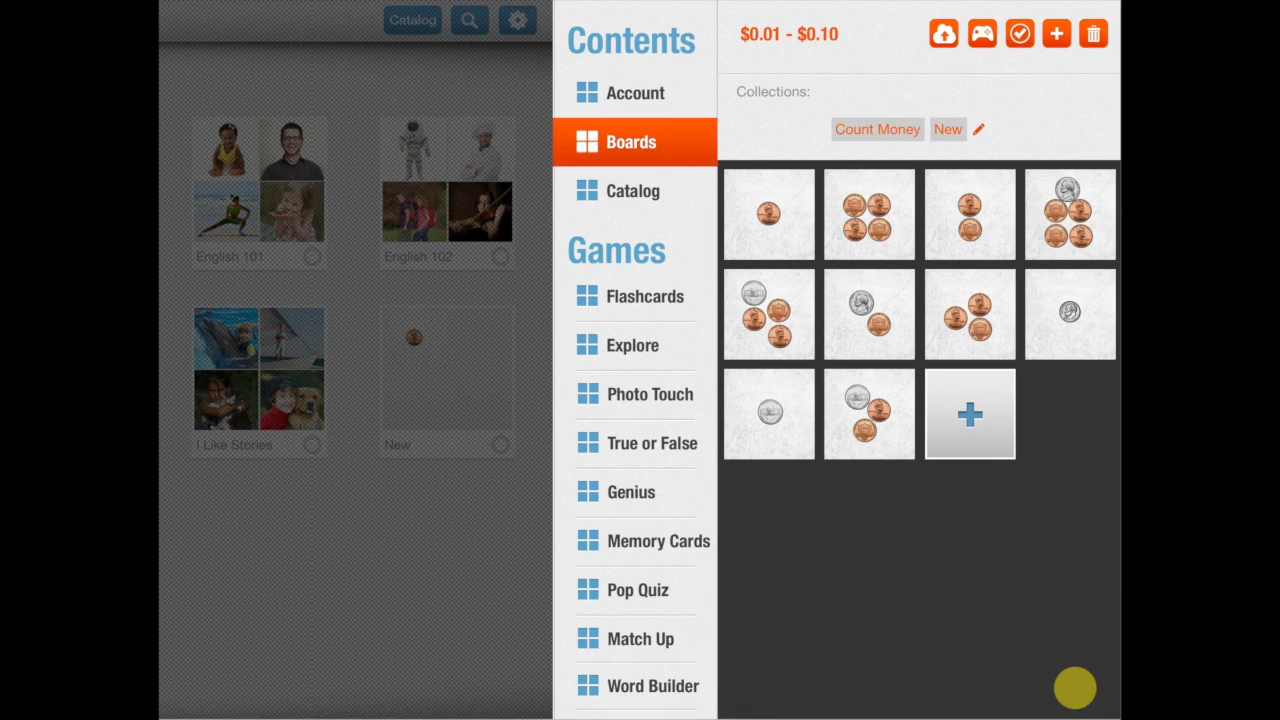 Catalog
English 101
English 102
I Like Stories
New
Contents
Account
Boards
Catalog
Games
Flashcards
Explore
Photo Touch
True or False
Genius
Memory Cards
Pop Quiz
Match Up
Word Builder
$0.01 - $0.10
Collections:
Count Money New